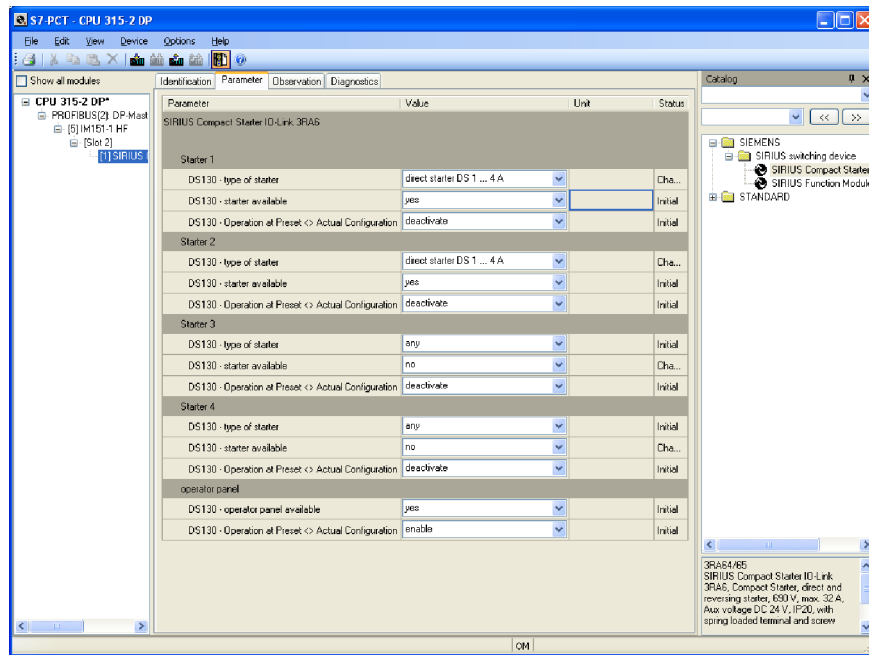 S7-PCT - CPU 315-2 DP
File Edit View Device Options Help
Show all modules
CPU 315-2 DP*
PROFIBUS(2): DP-Mast
[5] IM151-1 HF
[Slot 2]
[1] SIRIUS
Identification Parameter Observation Diagnostics
Parameter Value Unit Status
SIRIUS Compact Starter IO-Link 3RA6
Starter 1
DS130 - type of starter direct starter DS 1 ... 4 A Cha...
DS130 - starter available yes Initial
DS130 - Operation at Preset <> Actual Configuration deactivate Initial
Starter 2
DS130 - type of starter direct starter DS 1 ... 4 A Cha...
DS130 - starter available yes Initial
DS130 - Operation at Preset <> Actual Configuration deactivate Initial
Starter 3
DS130 - type of starter any Initial
DS130 - starter available no Cha...
DS130 - Operation at Preset <> Actual Configuration deactivate Initial
Starter 4
DS130 - type of starter any Initial
DS130 - starter available no Cha...
DS130 - Operation at Preset <> Actual Configuration deactivate Initial
operator panel
DS130 - operator panel available yes Initial
DS130 - Operation at Preset <> Actual Configuration enable Initial
Catalog
<< >>
SIEMENS
SIRIUS switching device
SIRIUS Compact Starter
SIRIUS Function Module
STANDARD
3RA64/65
SIRIUS Compact Starter IO-Link
3RA6, Compact Starter, direct and
reversing starter, 690 V, max. 32 A,
Aux voltage DC 24 V, IP20, with
spring loaded terminal and screw
OM